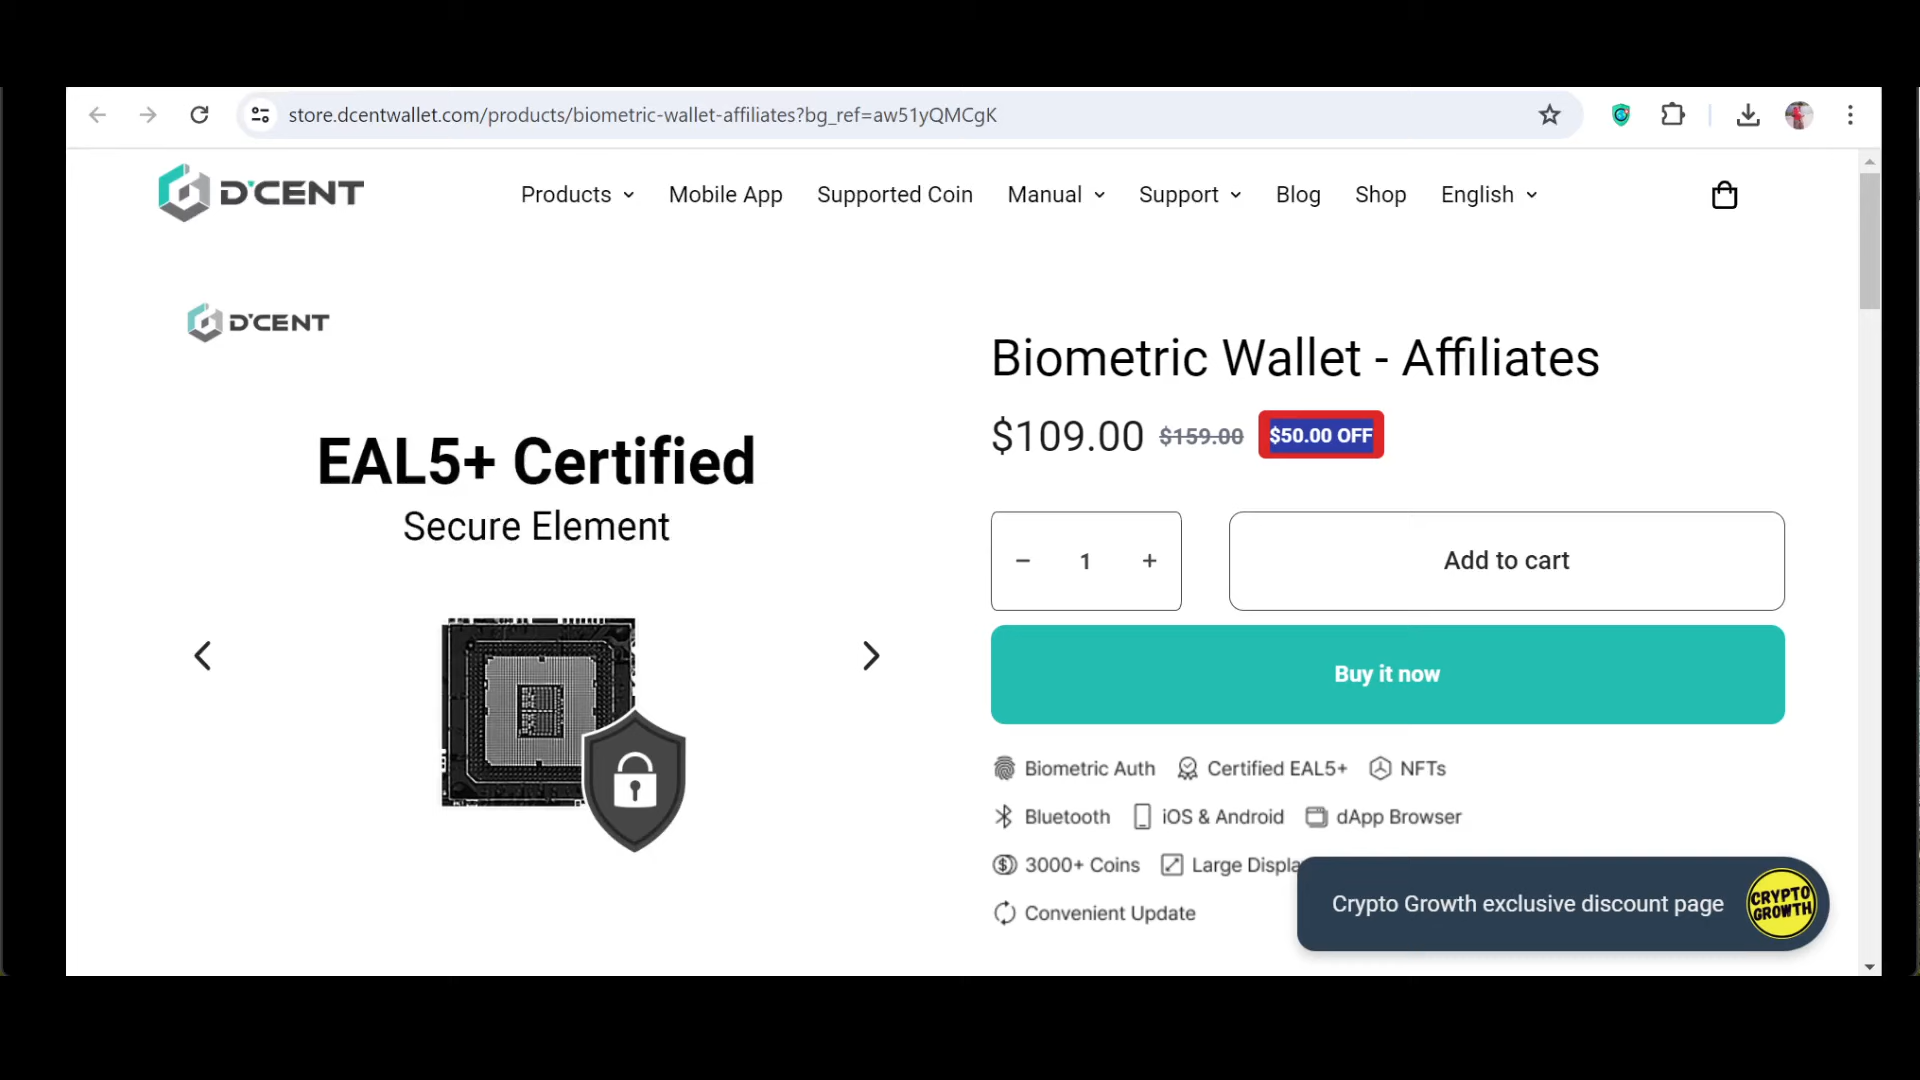 store.dcentwallet.com/products/biometric-wallet-affiliates?bg_ref=aw51yQMCgK
D'CENT
Products
Mobile App
Supported Coin
Manual
Support
Blog
Shop
English
D'CENT
EAL5+ Certified
Secure Element
Biometric Wallet - Affiliates
$109.00 $159.00 $50.00 OFF
− 1 +
Add to cart
Buy it now
Biometric Auth Certified EAL5+ NFTs
Bluetooth iOS & Android dApp Browser
3000+ Coins Large Displa
Convenient Update
Crypto Growth exclusive discount page
CRYPTO
GROWTH